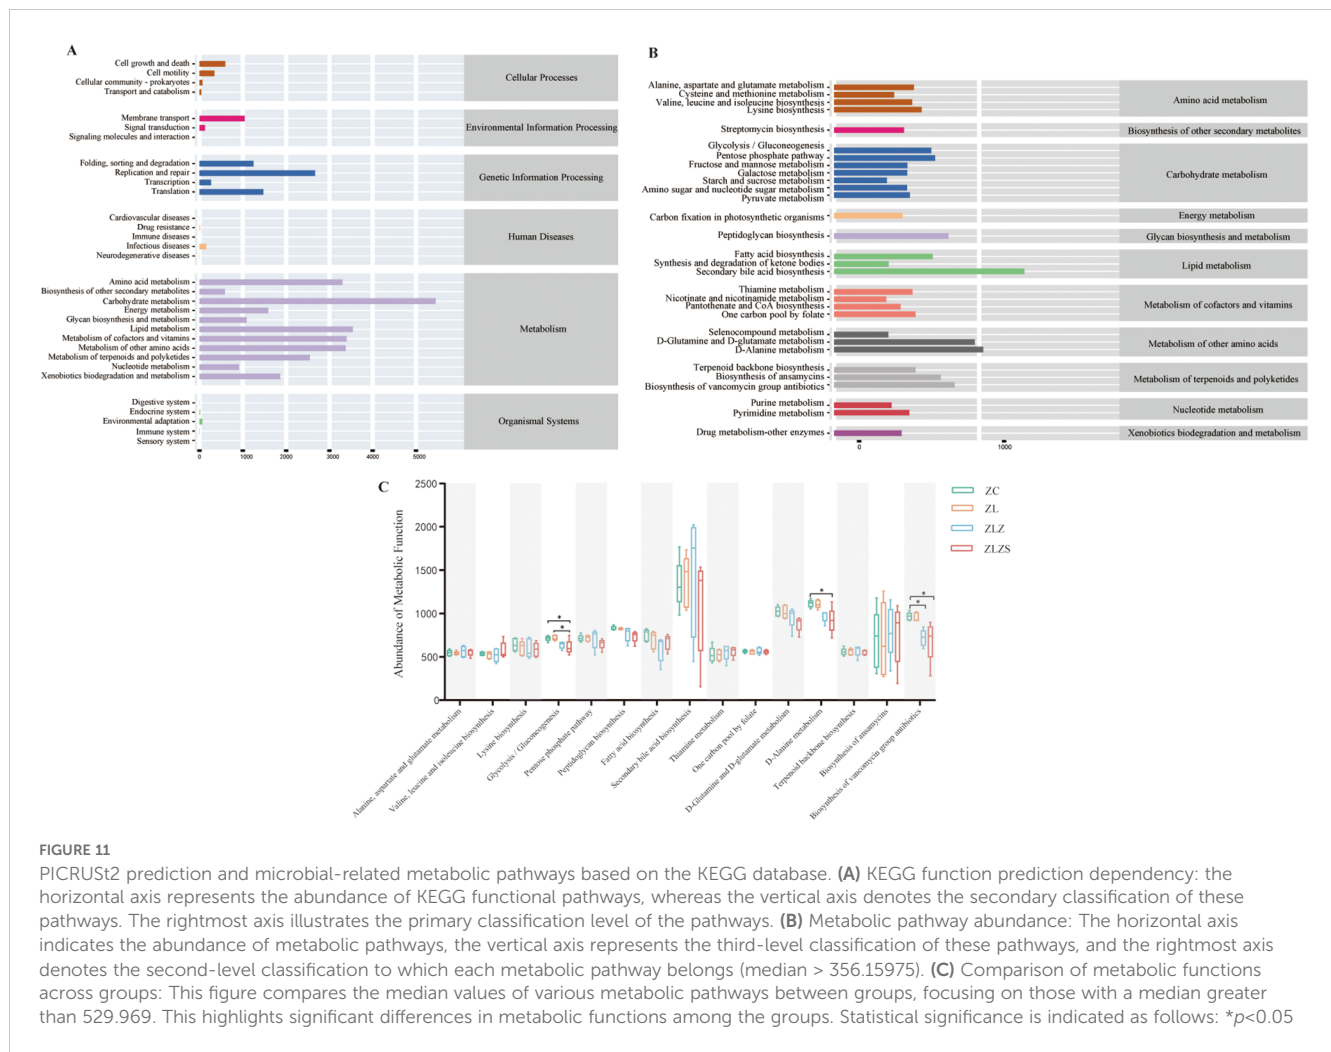 A
Cell growth and death
Cell motility
Cellular community - prokaryotes
Transport and catabolism
Cellular Processes
Membrane transport
Signal transduction
Signaling molecules and interaction
Environmental Information Processing
Folding, sorting and degradation
Replication and repair
Transcription
Translation
Genetic Information Processing
Cardiovascular diseases
Drug resistance
Immune diseases
Infectious diseases
Neurodegenerative diseases
Human Diseases
Amino acid metabolism
Biosynthesis of other secondary metabolites
Carbohydrate metabolism
Energy metabolism
Glycan biosynthesis and metabolism
Lipid metabolism
Metabolism of cofactors and vitamins
Metabolism of other amino acids
Metabolism of terpenoids and polyketides
Nucleotide metabolism
Xenobiotics biodegradation and metabolism
Metabolism
Digestive system
Endocrine system
Environmental adaptation
Immune system
Sensory system
Organismal Systems
0 1000 2000 3000 4000 5000
B
Alanine, aspartate and glutamate metabolism
Cysteine and methionine metabolism
Valine, leucine and isoleucine biosynthesis
Lysine biosynthesis
Amino acid metabolism
Streptomycin biosynthesis
Biosynthesis of other secondary metabolites
Glycolysis / Gluconeogenesis
Pentose phosphate pathway
Fructose and mannose metabolism
Galactose metabolism
Starch and sucrose metabolism
Amino sugar and nucleotide sugar metabolism
Pyruvate metabolism
Carbohydrate metabolism
Carbon fixation in photosynthetic organisms
Energy metabolism
Peptidoglycan biosynthesis
Glycan biosynthesis and metabolism
Fatty acid biosynthesis
Synthesis and degradation of ketone bodies
Secondary bile acid biosynthesis
Lipid metabolism
Thiamine metabolism
Nicotinate and nicotinamide metabolism
Pantothenate and CoA biosynthesis
One carbon pool by folate
Metabolism of cofactors and vitamins
Selenocompound metabolism
D-Glutamine and D-glutamate metabolism
D-Alanine metabolism
Metabolism of other amino acids
Terpenoid backbone biosynthesis
Biosynthesis of ansamycins
Biosynthesis of vancomycin group antibiotics
Metabolism of terpenoids and polyketides
Purine metabolism
Pyrimidine metabolism
Nucleotide metabolism
Drug metabolism-other enzymes
Xenobiotics biodegradation and metabolism
0 1000
C
Abundance of Metabolic Function
2500
2000
1500
1000
500
0
* * * * *
ZC
ZL
ZLZ
ZLZS
Alanine, aspartate and glutamate metabolism
Valine, leucine and isoleucine biosynthesis
Lysine biosynthesis
Glycolysis / Gluconeogenesis
Pentose phosphate pathway
Peptidoglycan biosynthesis
Fatty acid biosynthesis
Secondary bile acid biosynthesis
Thiamine metabolism
One carbon pool by folate
D-Glutamine and D-glutamate metabolism
D-Alanine metabolism
Terpenoid backbone biosynthesis
Biosynthesis of ansamycins
Biosynthesis of vancomycin group antibiotics
FIGURE 11
PICRUSt2 prediction and microbial-related metabolic pathways based on the KEGG database. (A) KEGG function prediction dependency: the
horizontal axis represents the abundance of KEGG functional pathways, whereas the vertical axis denotes the secondary classification of these
pathways. The rightmost axis illustrates the primary classification level of the pathways. (B) Metabolic pathway abundance: The horizontal axis
indicates the abundance of metabolic pathways, the vertical axis represents the third-level classification of these pathways, and the rightmost axis
denotes the second-level classification to which each metabolic pathway belongs (median > 356.15975). (C) Comparison of metabolic functions
across groups: This figure compares the median values of various metabolic pathways between groups, focusing on those with a median greater
than 529.969. This highlights significant differences in metabolic functions among the groups. Statistical significance is indicated as follows: *p<0.05